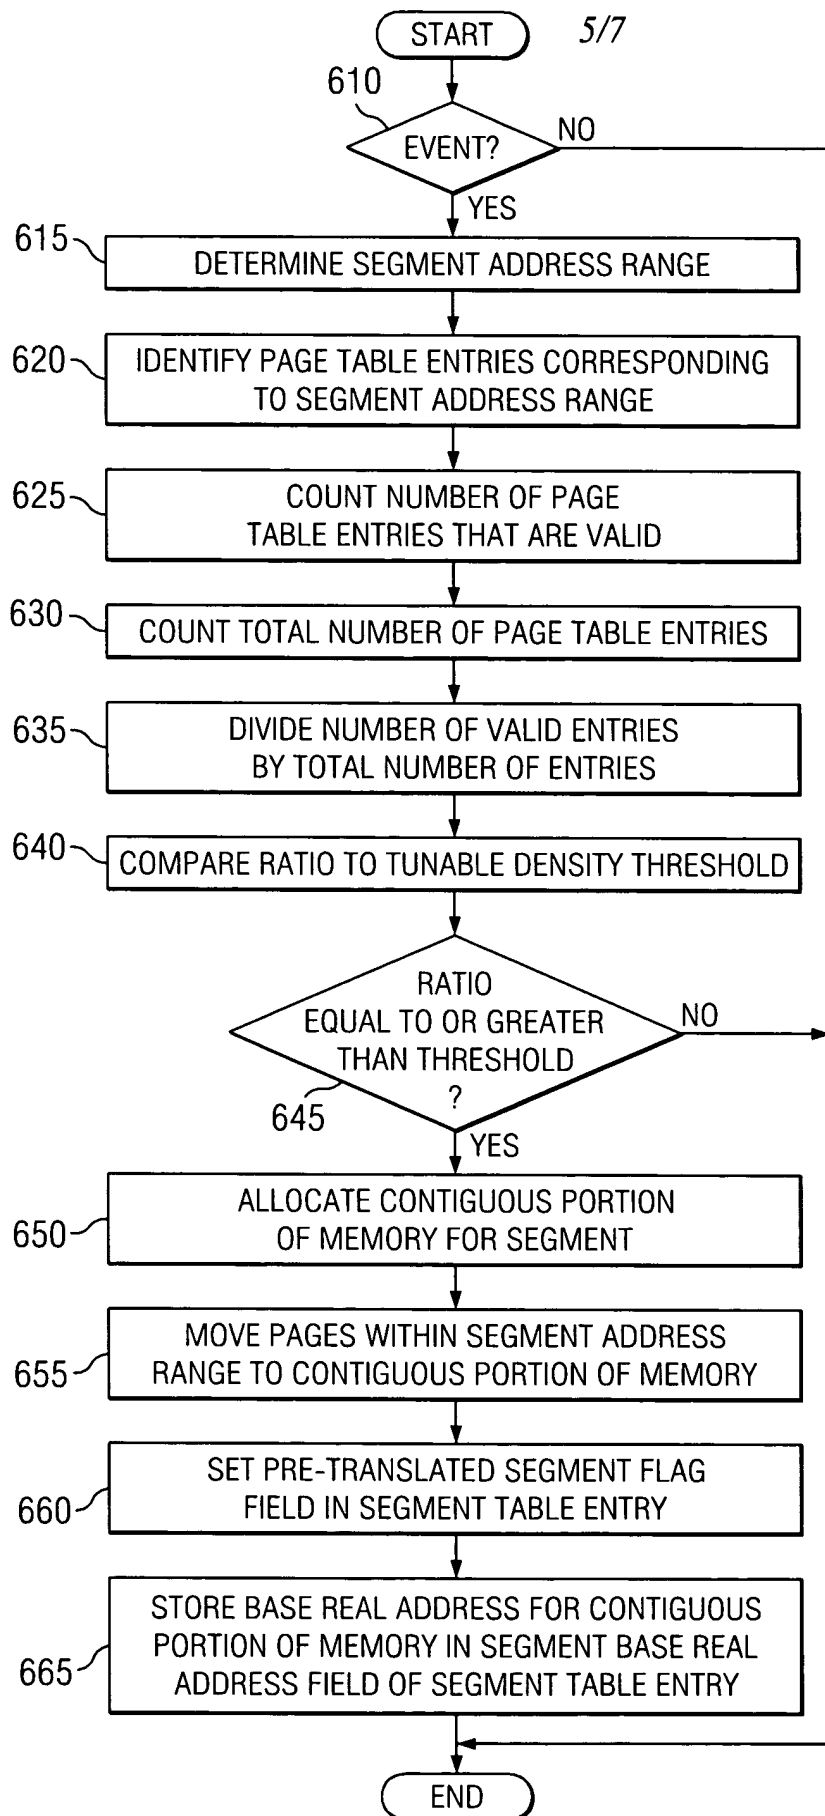 START
5/7
610
EVENT?
NO
YES
615
DETERMINE SEGMENT ADDRESS RANGE
620
IDENTIFY PAGE TABLE ENTRIES CORRESPONDING
TO SEGMENT ADDRESS RANGE
625
COUNT NUMBER OF PAGE
TABLE ENTRIES THAT ARE VALID
630
COUNT TOTAL NUMBER OF PAGE TABLE ENTRIES
635
DIVIDE NUMBER OF VALID ENTRIES
BY TOTAL NUMBER OF ENTRIES
640
COMPARE RATIO TO TUNABLE DENSITY THRESHOLD
RATIO
EQUAL TO OR GREATER
THAN THRESHOLD
?
NO
645
YES
650
ALLOCATE CONTIGUOUS PORTION
OF MEMORY FOR SEGMENT
655
MOVE PAGES WITHIN SEGMENT ADDRESS
RANGE TO CONTIGUOUS PORTION OF MEMORY
660
SET PRE-TRANSLATED SEGMENT FLAG
FIELD IN SEGMENT TABLE ENTRY
665
STORE BASE REAL ADDRESS FOR CONTIGUOUS
PORTION OF MEMORY IN SEGMENT BASE REAL
ADDRESS FIELD OF SEGMENT TABLE ENTRY
END